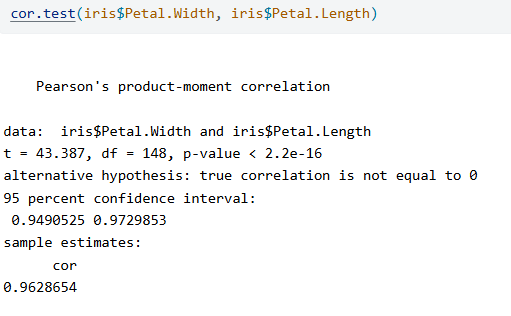 cor.test(iris$Petal.Width, iris$Petal.Length)
Pearson's product-moment correlation
data:  iris$Petal.Width and iris$Petal.Length
t = 43.387, df = 148, p-value < 2.2e-16
alternative hypothesis: true correlation is not equal to 0
95 percent confidence interval:
0.9490525 0.9729853
sample estimates:
cor
0.9628654